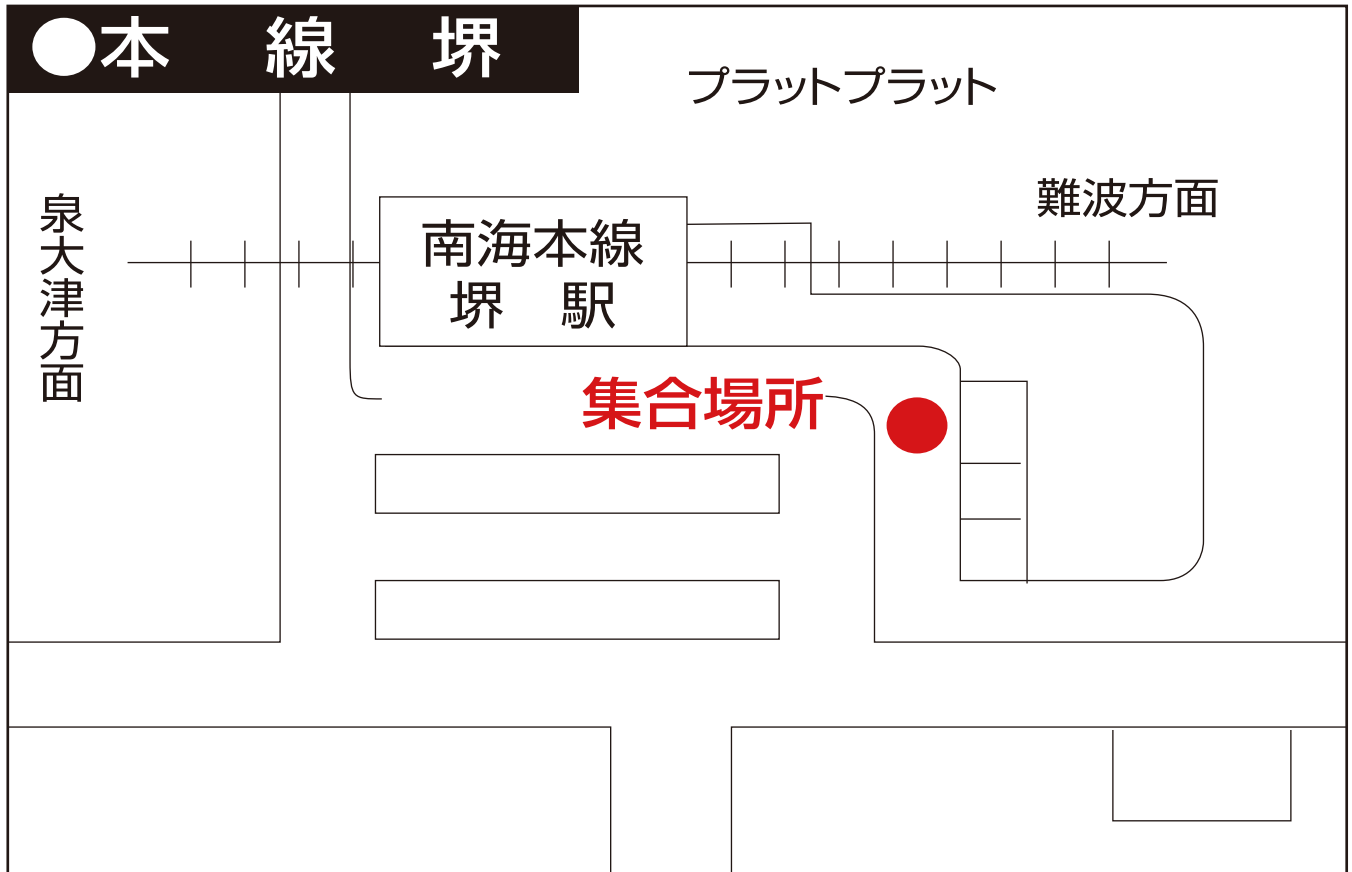 ●本　線　堺
プラットプラット
難波方面
泉大津方面
南海本線
堺　駅
集合場所